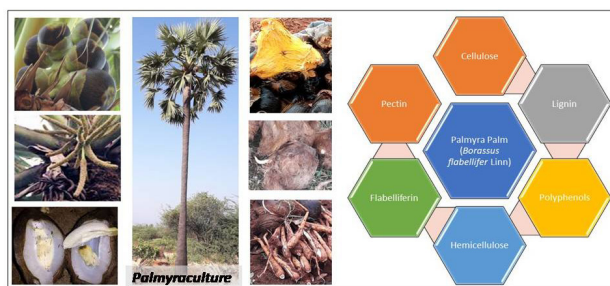 Palmyraculture
Cellulose
Pectin
Lignin
Palmyra Palm
(Borassus
flabellifer Linn)
Flabelliferin
Polyphenols
Hemicellulose